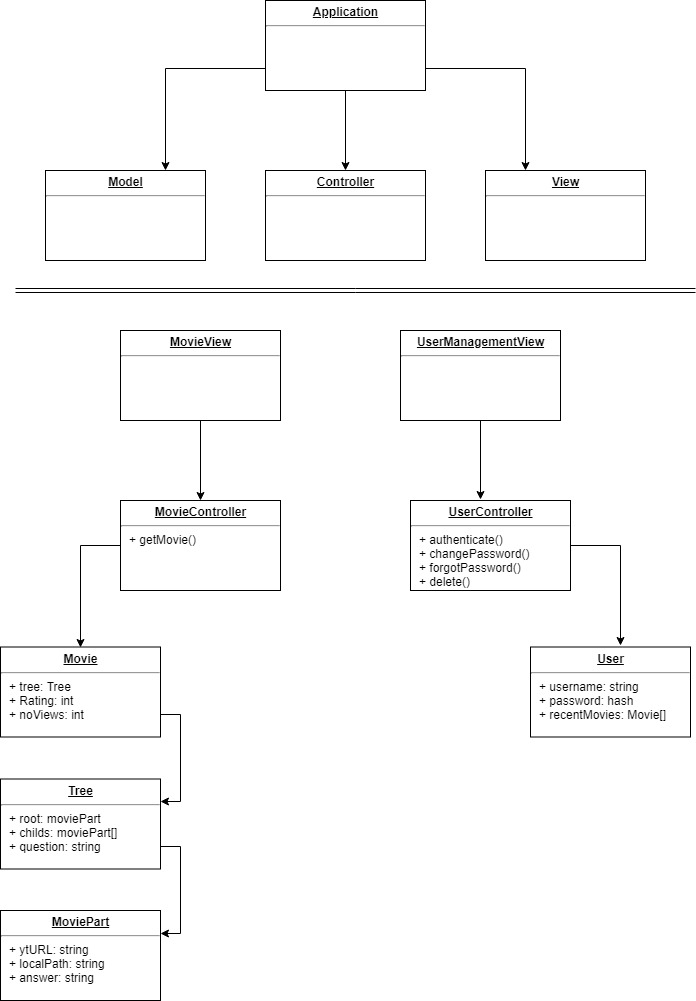 Application
Model
Controller
View
MovieView
UserManagementView
MovieController
+ getMovie()
UserController
+ authenticate()
+ changePassword()
+ forgotPassword()
+ delete()
Movie
+ tree: Tree
+ Rating: int
+ noViews: int
User
+ username: string
+ password: hash
+ recentMovies: Movie[]
Tree
+ root: moviePart
+ childs: moviePart[]
+ question: string
MoviePart
+ ytURL: string
+ localPath: string
+ answer: string